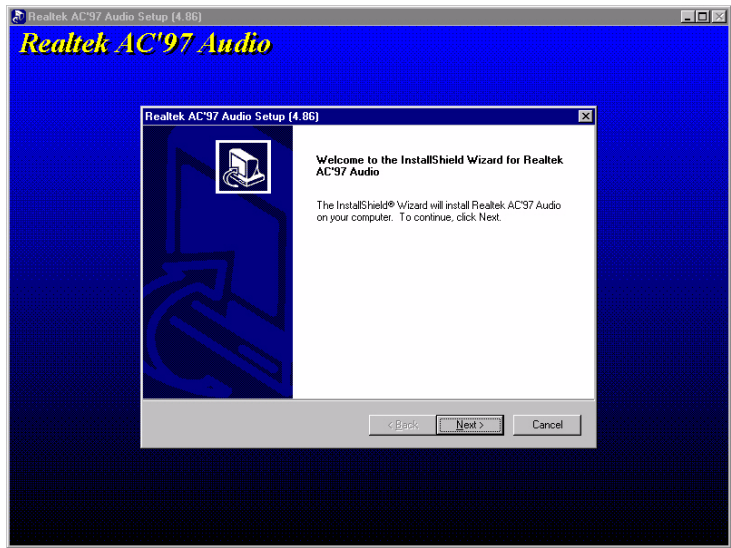 Realtek AC'97 Audio Setup (4.86)
Realtek AC'97 Audio
Realtek AC'97 Audio Setup (4.86)
Welcome to the InstallShield Wizard for Realtek
AC'97 Audio
The InstallShield® Wizard will install Realtek AC'97 Audio
on your computer.  To continue, click Next.
< Back
Next >
Cancel